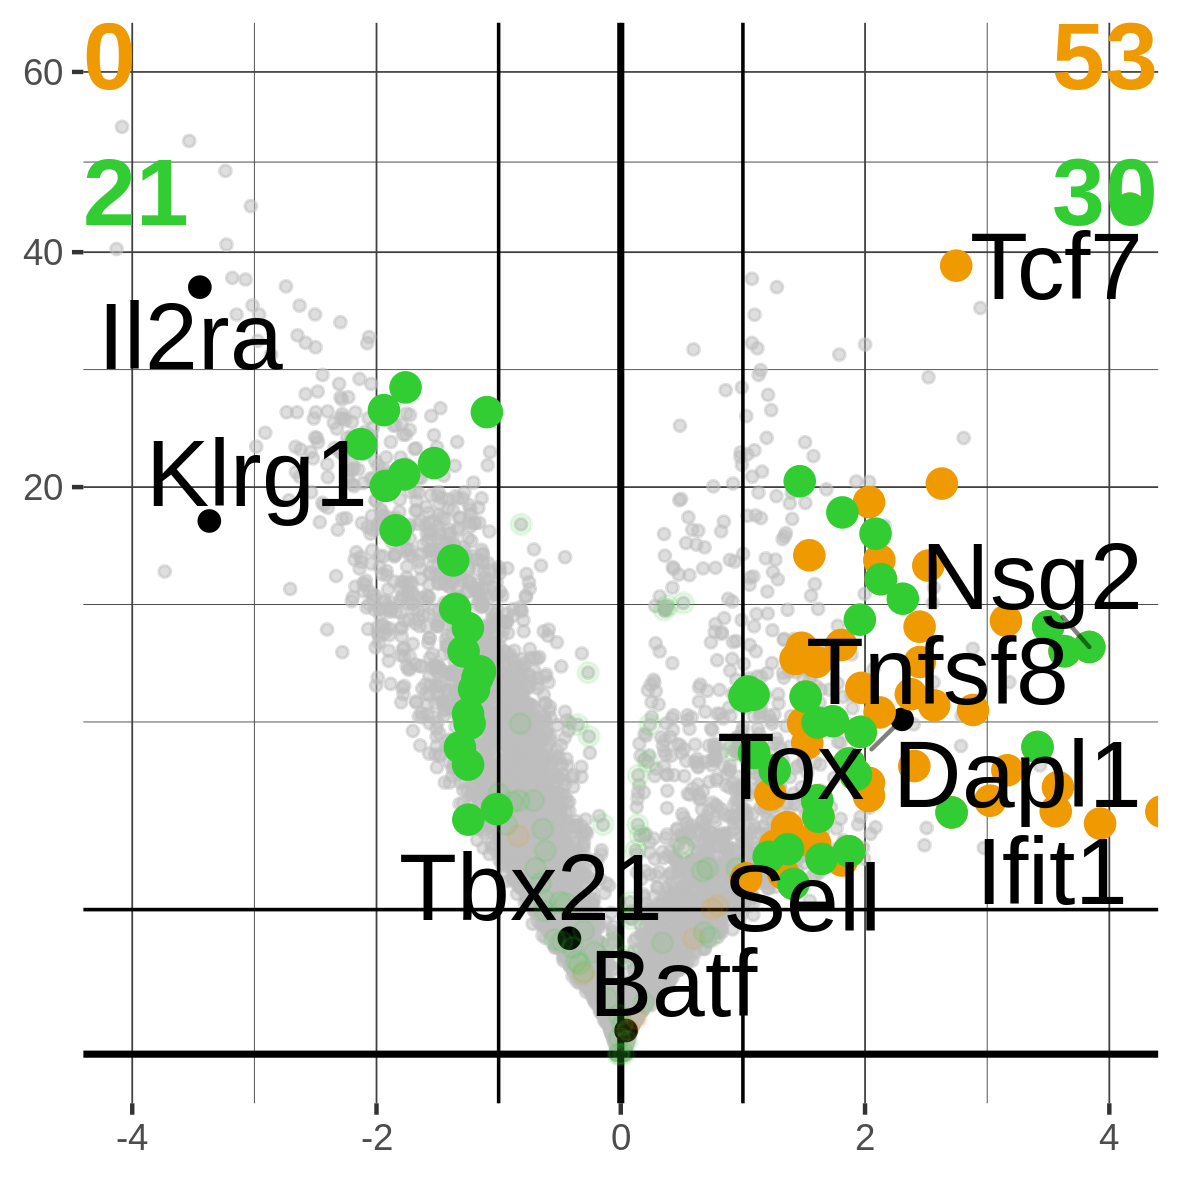 0 53
60
21 30
40
Tcf7
Il2ra
Klrg1
20
Nsg2
Tnfsf8
Tox Dapl1
Tbx21 Sell Ifit1
Batf
-4 -2 0 2 4